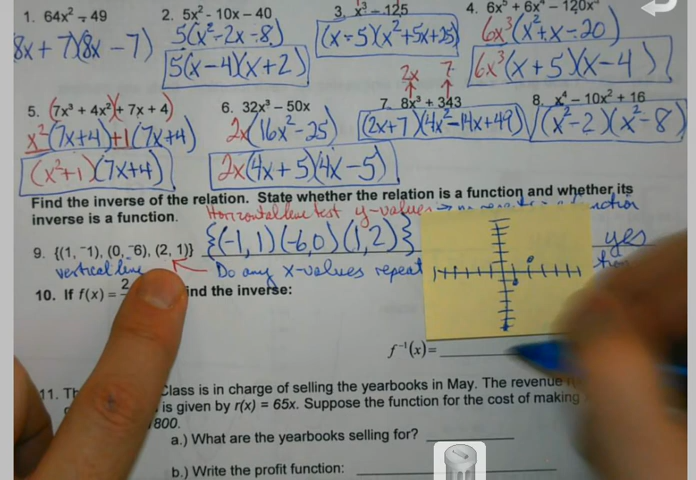 1. 64x² - 49
2. 5x² - 10x - 40
3. x³ - 125
4. 6x⁵ + 6x⁴ - 120x³
8x + 7)(8x - 7)
5(x² - 2x - 8)
5(x - 4)(x + 2)
(x - 5)(x² + 5x + 25)
6x³(x² + x - 20)
6x³(x + 5)(x - 4)
5. (7x³ + 4x²)(+ 7x + 4)
x²(7x+4)+1(7x+4)
(x²+1)(7x+4)
6. 32x³ - 50x
2x(16x² - 25)
2x(4x + 5)(4x - 5)
2x 7
7. 8x³ + 343
(2x+7)(4x² - 14x + 49)
8. x⁴ - 10x² + 16
(x² - 2)(x² - 8)
Find the inverse of the relation. State whether the relation is a function and whether its
inverse is a function.
Horizontal line test y-values →
9. {(1, ⁻1), (0, ⁻6), (2, 1)}
{(-1, 1)(-6, 0)(1, 2)}
yes
vertical line
Do any x-values repeat
10. If f(x) = 2 nd the inverse:
f⁻¹(x)=
11. Class is in charge of selling the yearbooks in May. The revenue
is given by r(x) = 65x. Suppose the function for the cost of making
800.
a.) What are the yearbooks selling for?
b.) Write the profit function: